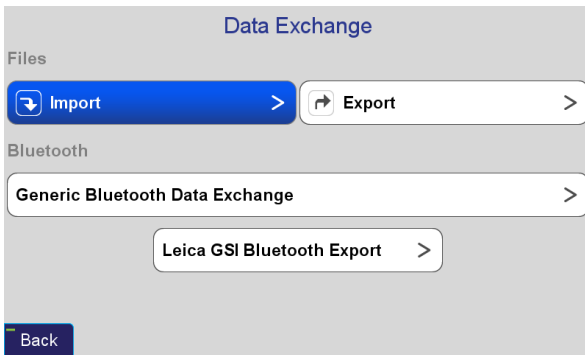 Data Exchange
Files
Import > Export >
Bluetooth
Generic Bluetooth Data Exchange >
Leica GSI Bluetooth Export >
Back